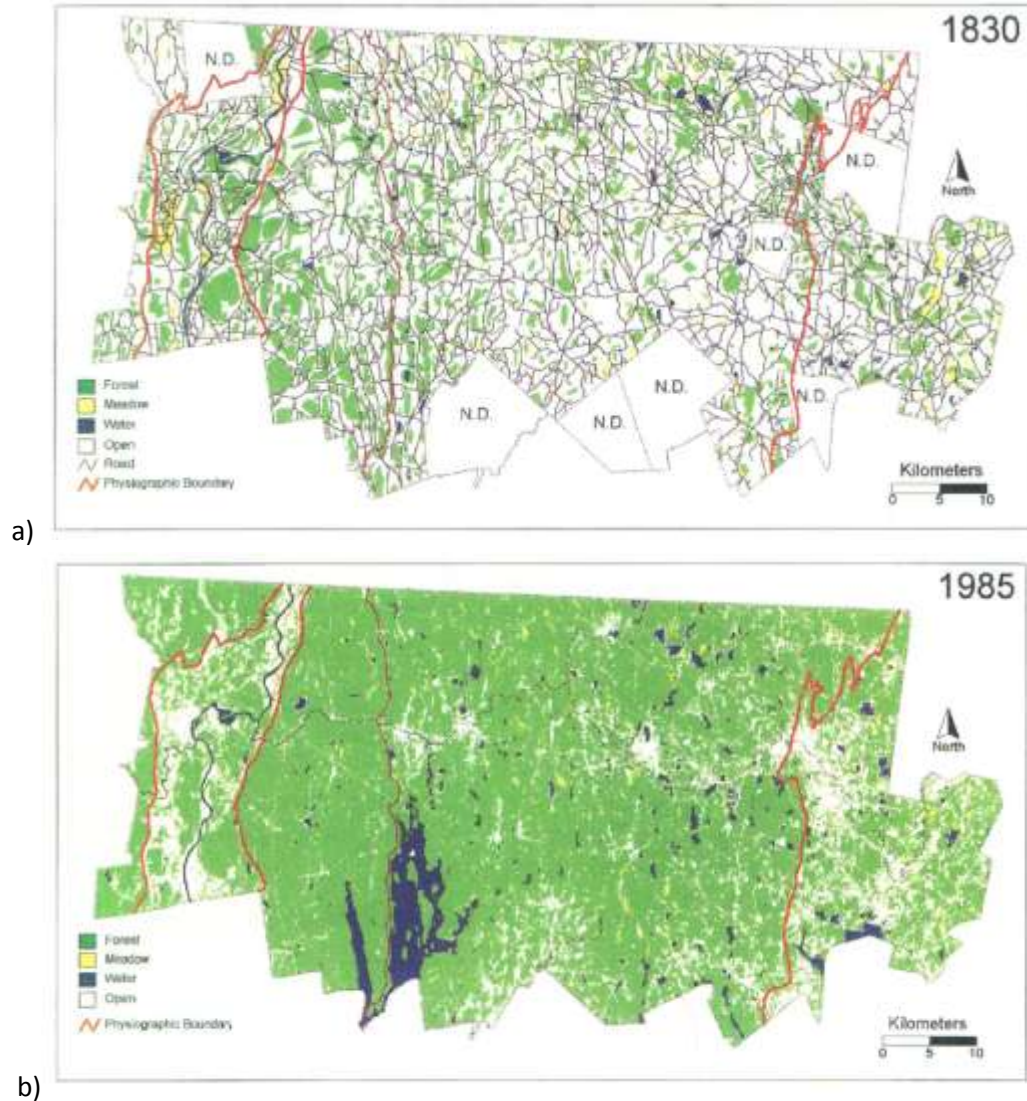 1830
N.D.
N.D.
North
N.D.
Forest
Meadow
Water
Open
Road
Physiographic Boundary
N.D.
N.D.
N.D.
N.D.
Kilometers
0 5 10
a)
1985
North
Forest
Meadow
Water
Open
Physiographic Boundary
Kilometers
0 5 10
b)